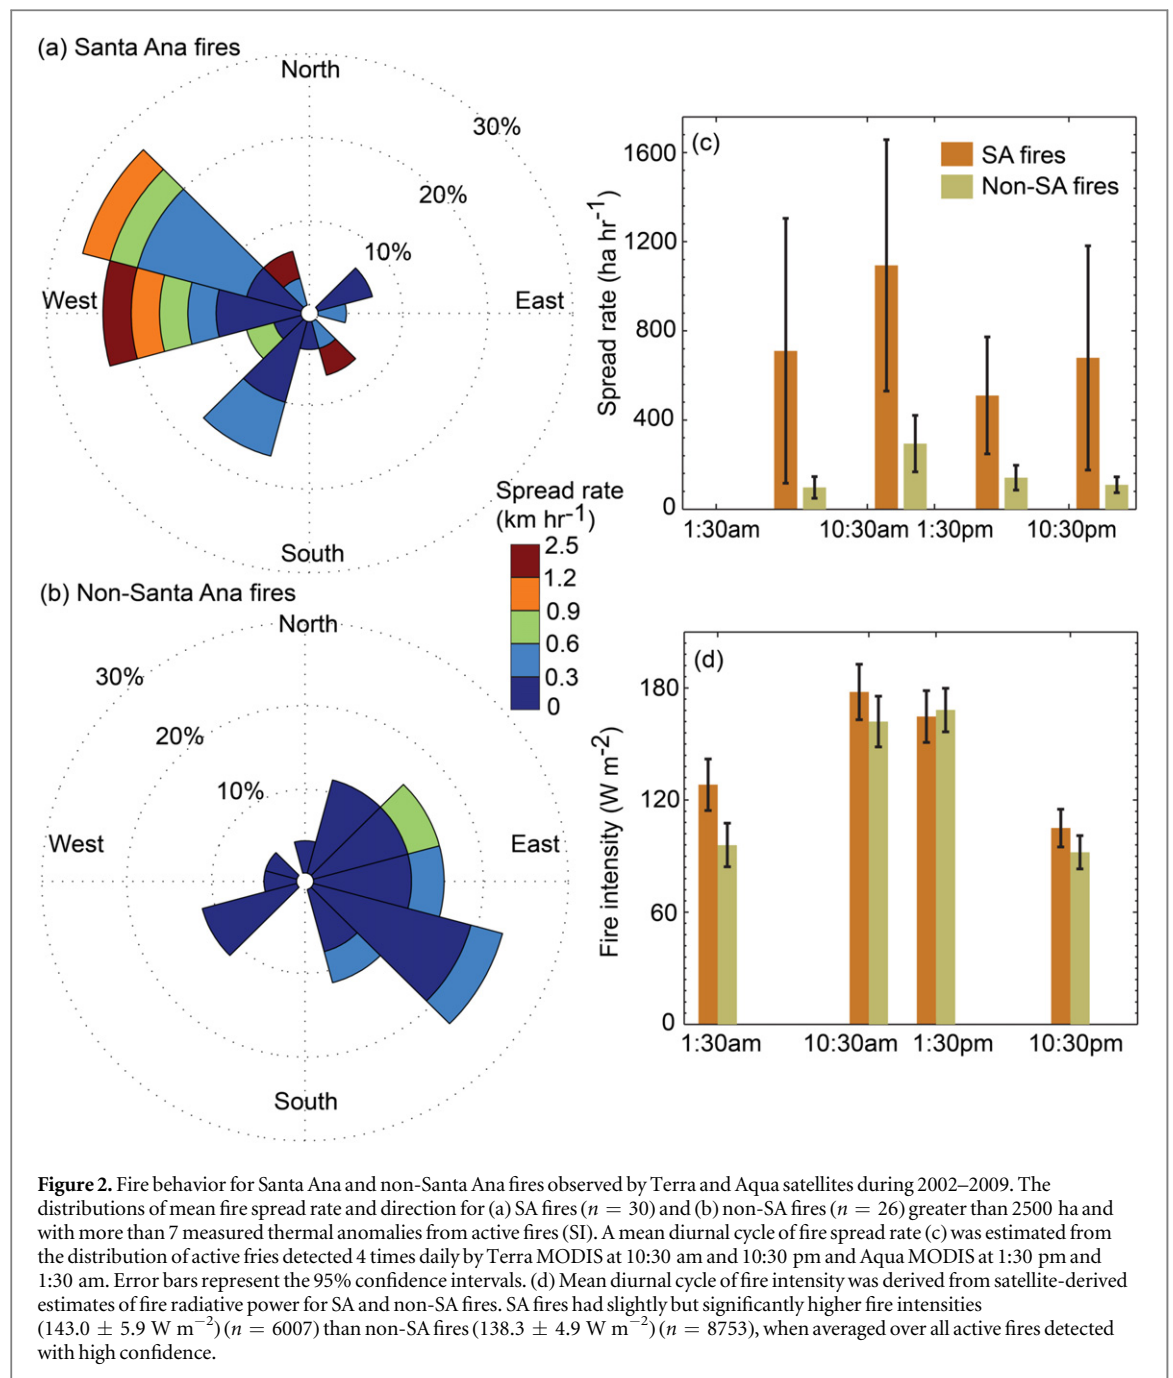 (a) Santa Ana fires
North
30%
20%
10%
West
East
South
(c)
SA fires
Non-SA fires
Spread rate (ha hr-1)
1600
1200
800
400
0
1:30am 10:30am 1:30pm 10:30pm
Spread rate
(km hr-1)
2.5
1.2
0.9
0.6
0.3
0
(b) Non-Santa Ana fires
North
30%
20%
10%
West
East
South
(d)
Fire intensity (W m-2)
180
120
60
0
1:30am 10:30am 1:30pm 10:30pm
Figure 2. Fire behavior for Santa Ana and non-Santa Ana fires observed by Terra and Aqua satellites during 2002–2009. The
distributions of mean fire spread rate and direction for (a) SA fires (n = 30) and (b) non-SA fires (n = 26) greater than 2500 ha and
with more than 7 measured thermal anomalies from active fires (SI). A mean diurnal cycle of fire spread rate (c) was estimated from
the distribution of active fries detected 4 times daily by Terra MODIS at 10:30 am and 10:30 pm and Aqua MODIS at 1:30 pm and
1:30 am. Error bars represent the 95% confidence intervals. (d) Mean diurnal cycle of fire intensity was derived from satellite-derived
estimates of fire radiative power for SA and non-SA fires. SA fires had slightly but significantly higher fire intensities
(143.0 ± 5.9 W m−2) (n = 6007) than non-SA fires (138.3 ± 4.9 W m−2) (n = 8753), when averaged over all active fires detected
with high confidence.